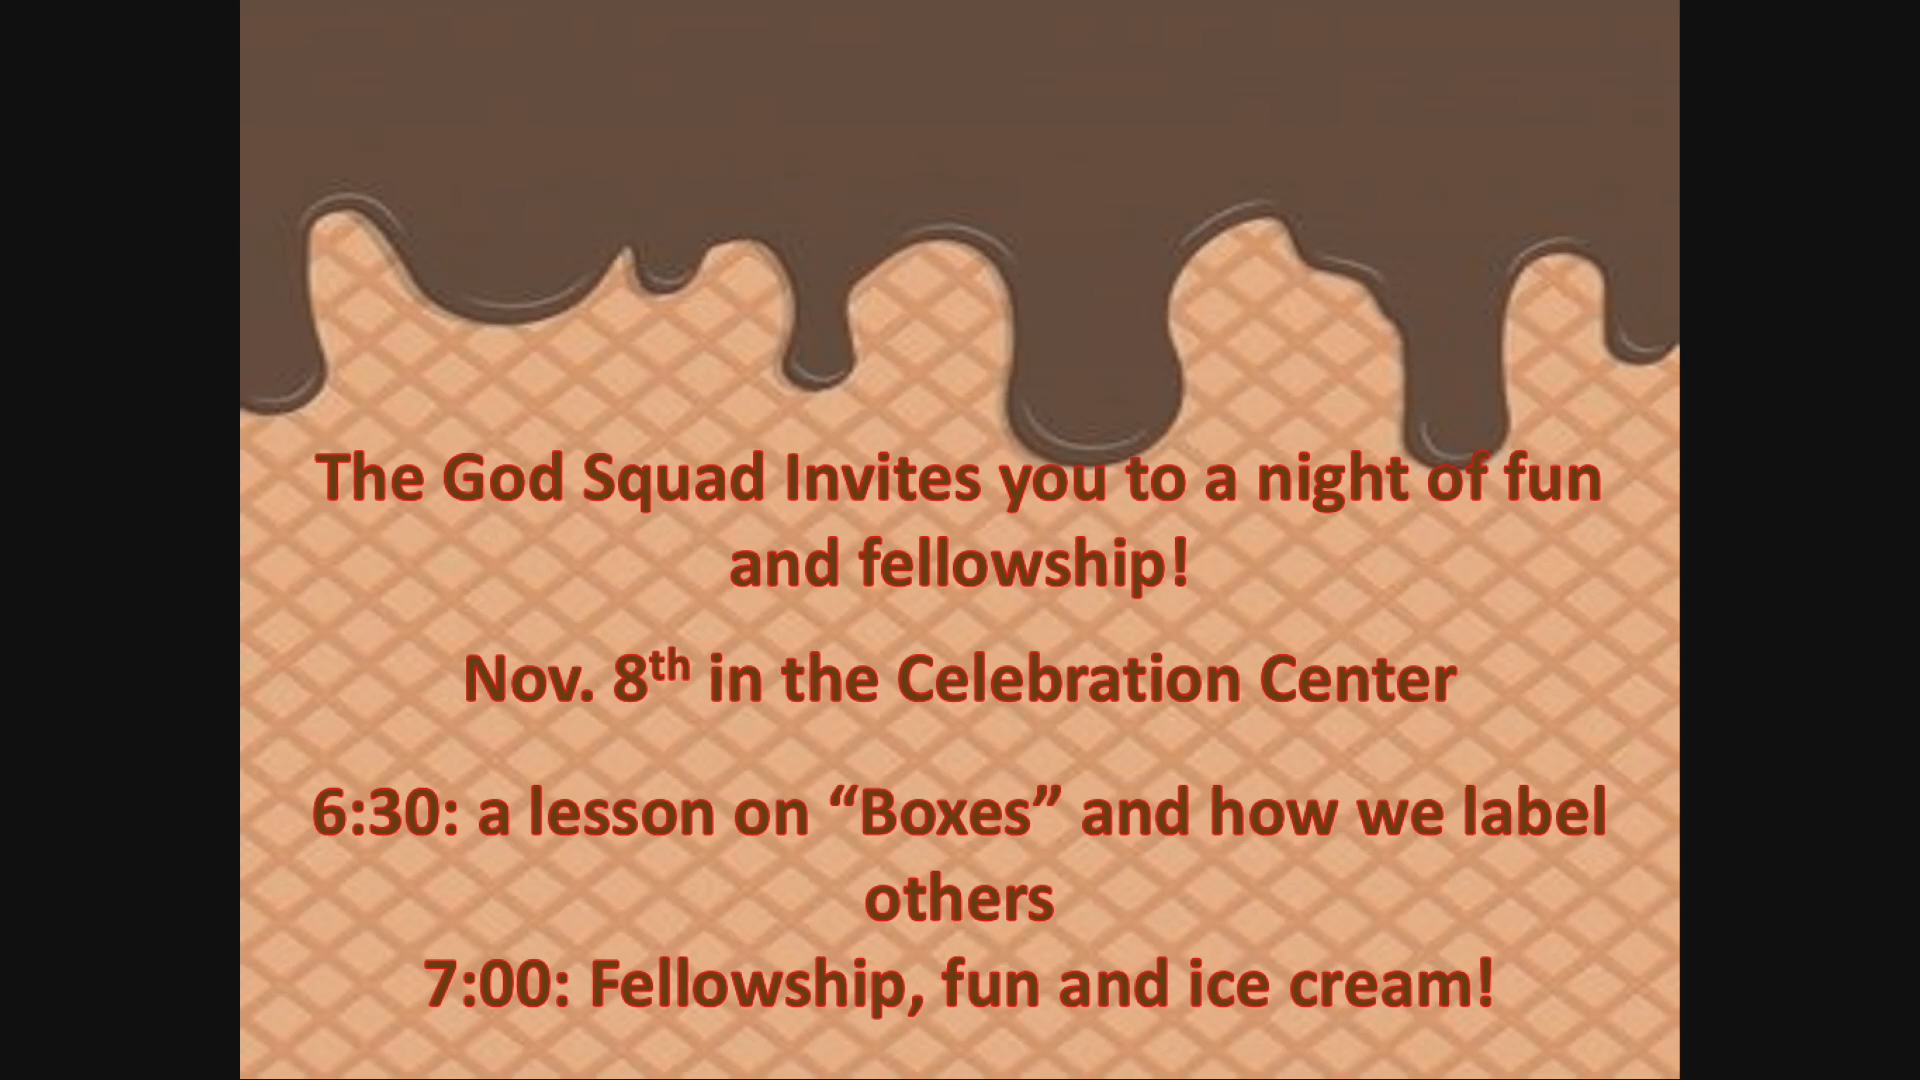 The God Squad Invites you to a night of fun
and fellowship!
Nov. 8th in the Celebration Center
6:30: a lesson on “Boxes” and how we label
others
7:00: Fellowship, fun and ice cream!